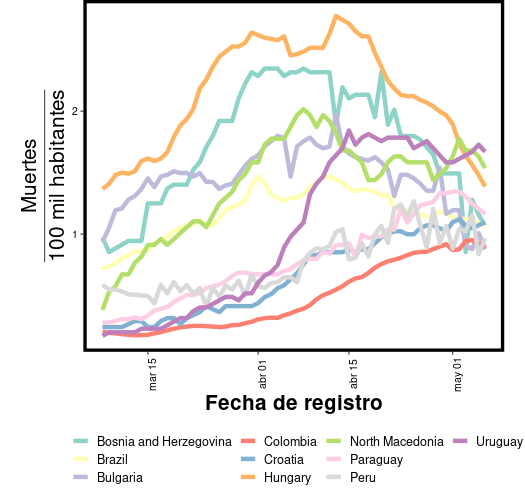 Muertes
100 mil habitantes
2
1
mar 15
abr 01
abr 15
may 01
Fecha de registro
Bosnia and Herzegovina
Brazil
Bulgaria
Colombia
Croatia
Hungary
North Macedonia
Paraguay
Peru
Uruguay